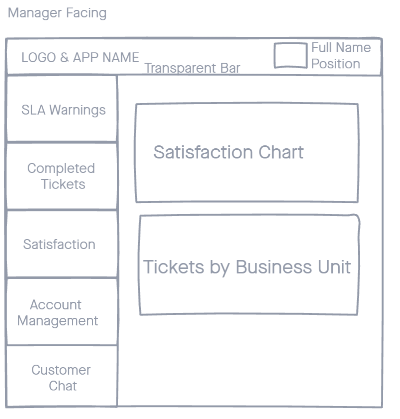 Manager Facing
LOGO & APP NAME
Transparent Bar
Full Name
Position
SLA Warnings
Completed
Tickets
Satisfaction
Account
Management
Customer
Chat
Satisfaction Chart
Tickets by Business Unit